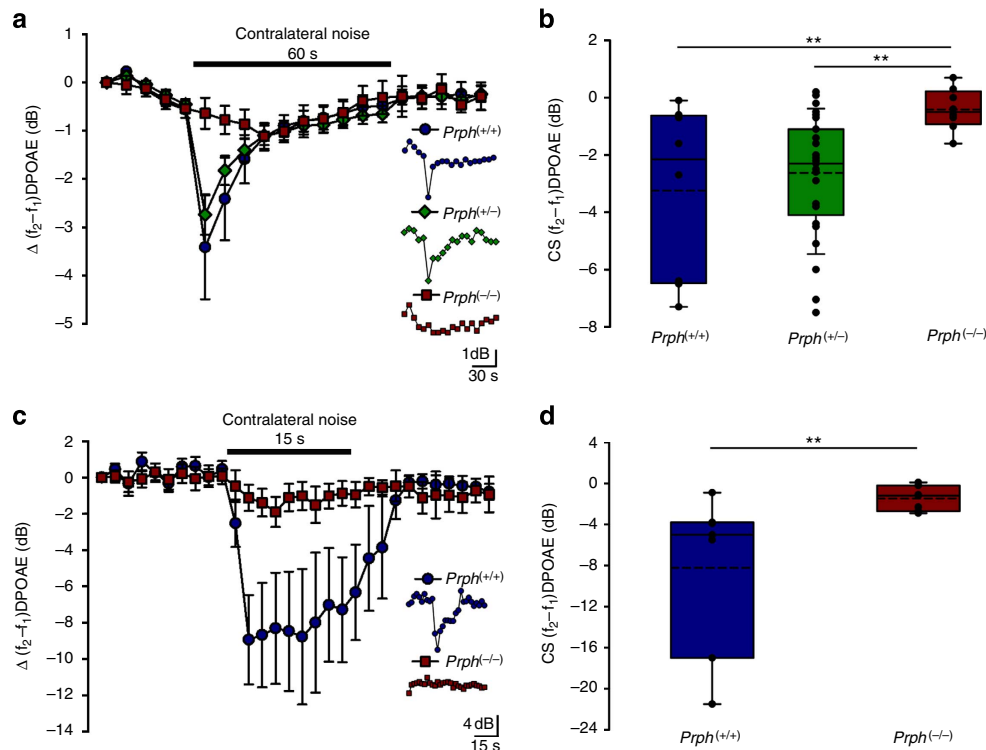 a
Contralateral noise
60 s
1
0
–1
–2
–3
–4
–5
Δ (f2–f1)DPOAE (dB)
Prph(+/+)
Prph(+/–)
Prph(–/–)
1dB
30 s
b
2
0
–2
–4
–6
–8
CS (f2–f1)DPOAE (dB)
**
**
Prph(+/+)
Prph(+/–)
Prph(–/–)
c
Contralateral noise
15 s
2
0
–2
–4
–6
–8
–10
–12
–14
Δ (f2–f1)DPOAE (dB)
Prph(+/+)
Prph(–/–)
4 dB
15 s
d
4
0
–4
–8
–12
–16
–20
–24
CS (f2–f1)DPOAE (dB)
**
Prph(+/+)
Prph(–/–)